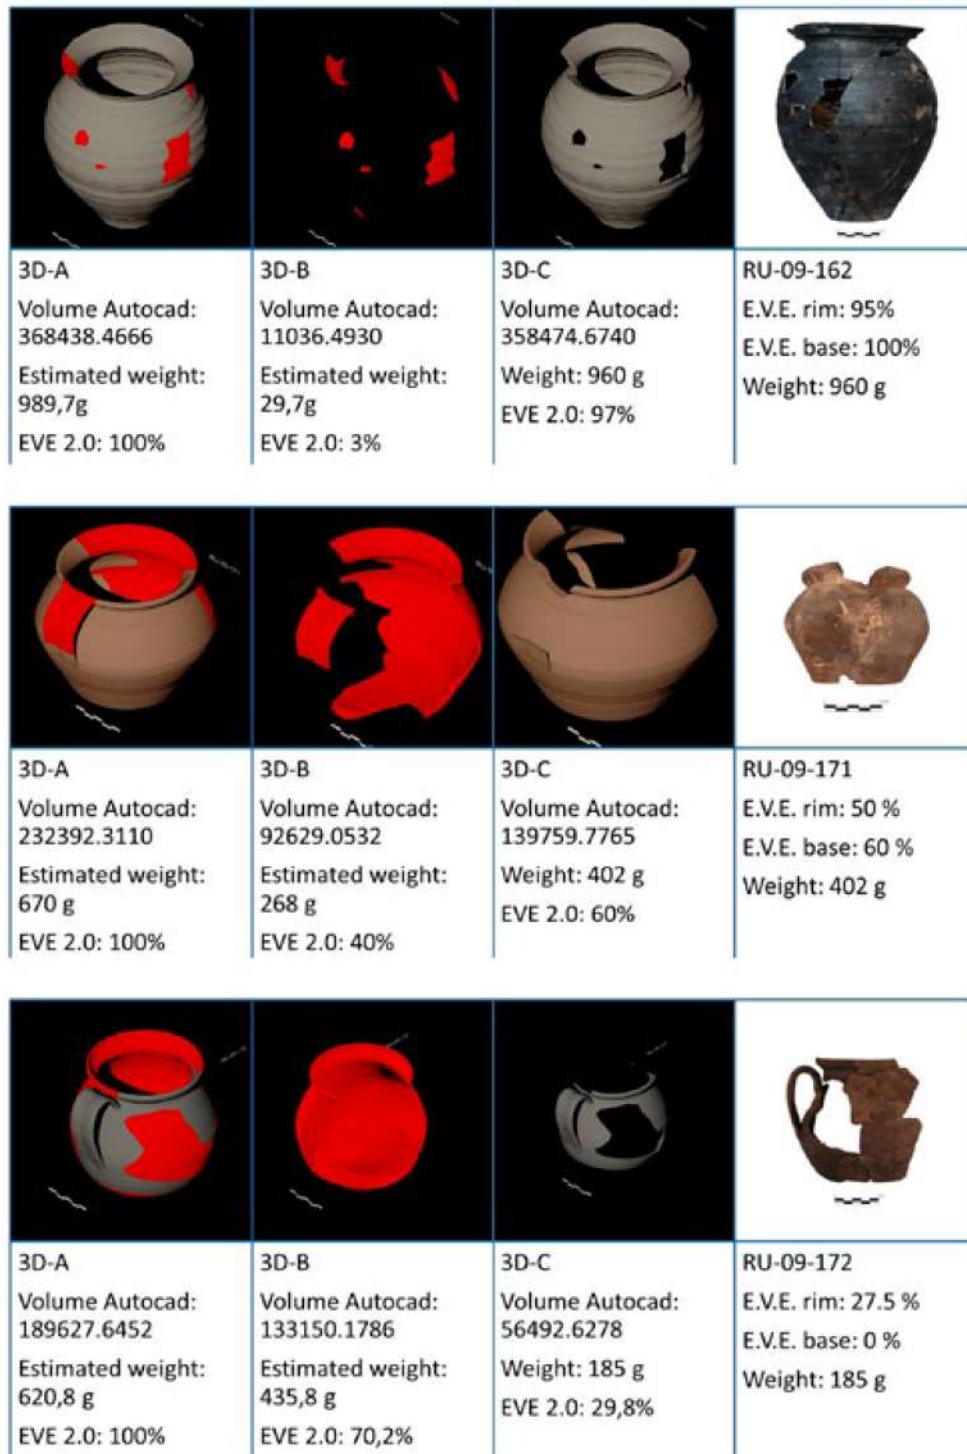 3D-A
Volume Autocad:
368438.4666
Estimated weight:
989,7g
EVE 2.0: 100%
3D-B
Volume Autocad:
11036.4930
Estimated weight:
29,7g
EVE 2.0: 3%
3D-C
Volume Autocad:
358474.6740
Weight: 960 g
EVE 2.0: 97%
RU-09-162
E.V.E. rim: 95%
E.V.E. base: 100%
Weight: 960 g
3D-A
Volume Autocad:
232392.3110
Estimated weight:
670 g
EVE 2.0: 100%
3D-B
Volume Autocad:
92629.0532
Estimated weight:
268 g
EVE 2.0: 40%
3D-C
Volume Autocad:
139759.7765
Weight: 402 g
EVE 2.0: 60%
RU-09-171
E.V.E. rim: 50 %
E.V.E. base: 60 %
Weight: 402 g
3D-A
Volume Autocad:
189627.6452
Estimated weight:
620,8 g
EVE 2.0: 100%
3D-B
Volume Autocad:
133150.1786
Estimated weight:
435,8 g
EVE 2.0: 70,2%
3D-C
Volume Autocad:
56492.6278
Weight: 185 g
EVE 2.0: 29,8%
RU-09-172
E.V.E. rim: 27.5 %
E.V.E. base: 0 %
Weight: 185 g